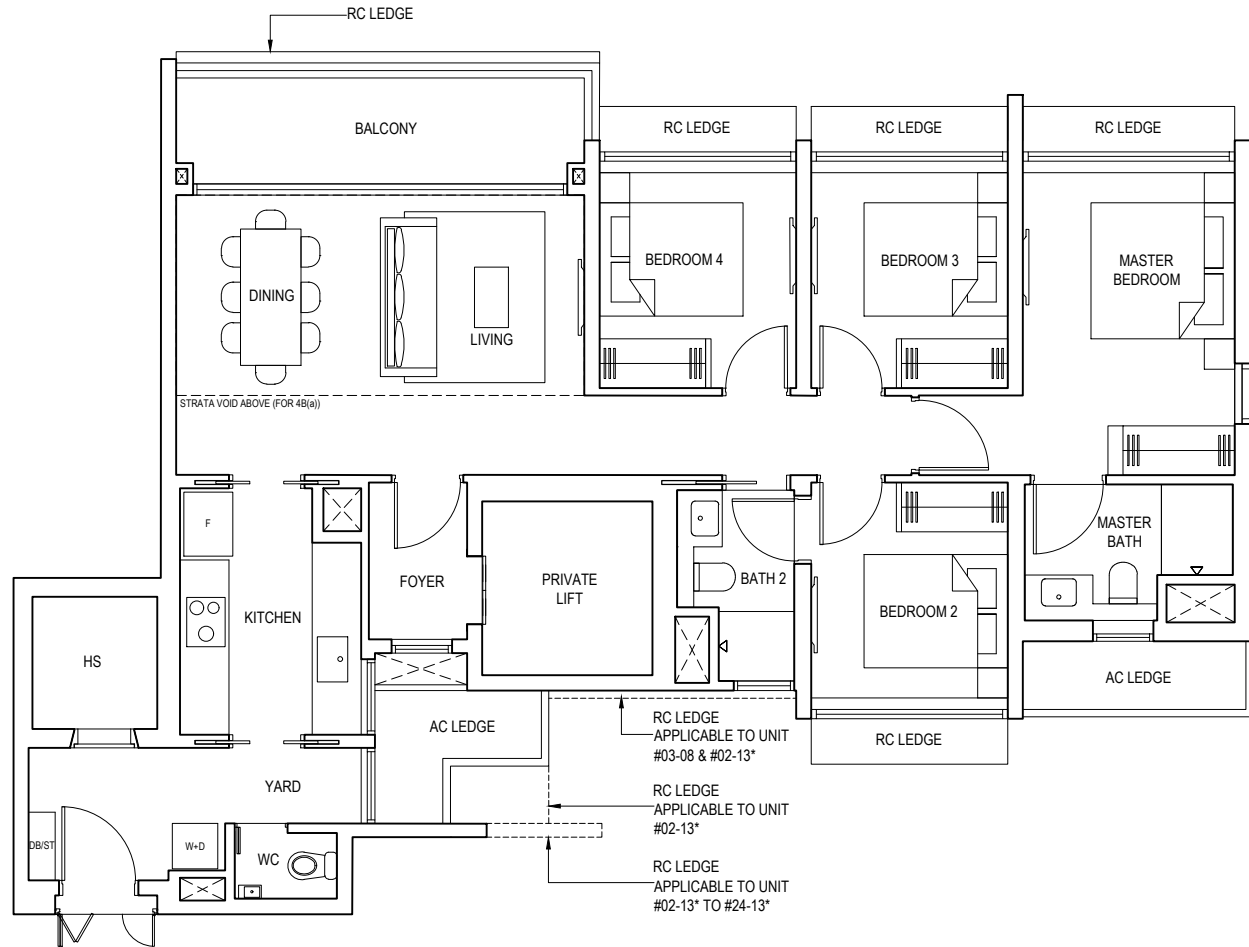 RC LEDGE
BALCONY
RC LEDGE
RC LEDGE
RC LEDGE
BEDROOM 4
BEDROOM 3
MASTER
BEDROOM
DINING
LIVING
STRATA VOID ABOVE (FOR 4B(a))
F
FOYER
PRIVATE
LIFT
BATH 2
MASTER
BATH
BEDROOM 2
KITCHEN
HS
AC LEDGE
AC LEDGE
RC LEDGE
APPLICABLE TO UNIT
#03-08 & #02-13*
RC LEDGE
YARD
RC LEDGE
APPLICABLE TO UNIT
#02-13*
DB/ST
W+D
WC
RC LEDGE
APPLICABLE TO UNIT
#02-13* TO #24-13*